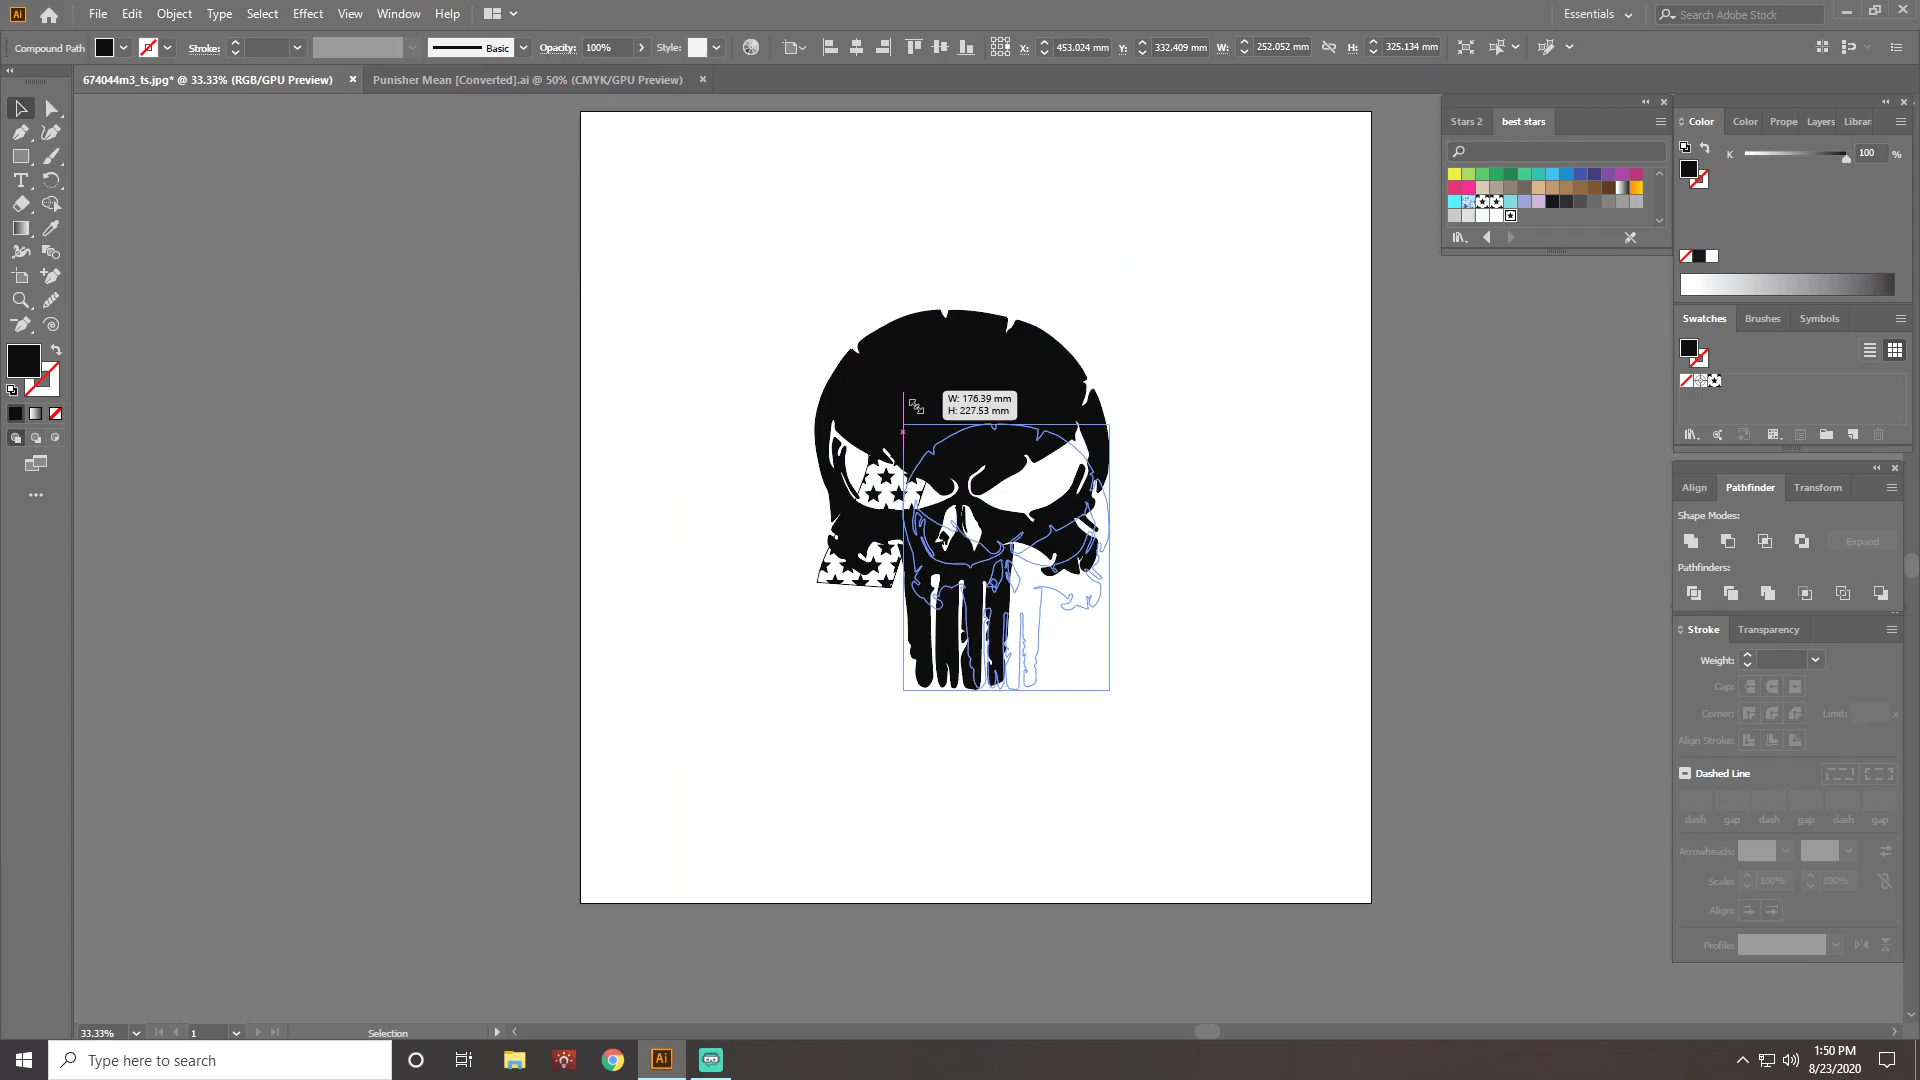 Ai File Edit Object Type Select Effect View Window Help Essentials Search Adobe Stock
Compound Path Stroke: Basic Opacity: 100% Style: X: 453.024 mm Y: 332.409 mm W: 252.052 mm H: 325.134 mm
674044m3_ts.jpg* @ 33.33% (RGB/GPU Preview) × Punisher Mean [Converted].ai @ 50% (CMYK/GPU Preview) ×
Stars 2 best stars
Color Color Prope Layers Librar
K 100 %
Swatches Brushes Symbols
W: 176.39 mm
H: 227.53 mm
Align Pathfinder Transform
Shape Modes:
Expand
Pathfinders:
Stroke Transparency
Weight:
Cap:
Corner: Limit: x
Align Stroke:
Dashed Line
dash gap dash gap dash gap
Arrowheads:
Scale: 100% 100%
Align:
Profile:
33.33% 1 Selection
Type here to search
Ai
1:50 PM
8/23/2020